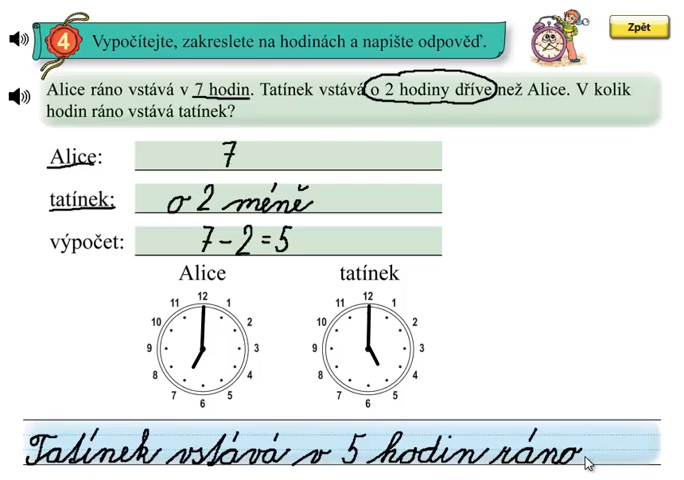 4 Vypočítejte, zakreslete na hodinách a napište odpověď.
Zpět
Alice ráno vstává v 7 hodin. Tatínek vstává o 2 hodiny dříve než Alice. V kolik
hodin ráno vstává tatínek?
Alice: 7
tatínek: o 2 méně
výpočet: 7 - 2 = 5
Alice tatínek
12 1 2 3 4 5 6 7 8 9 10 11
12 1 2 3 4 5 6 7 8 9 10 11
Tatínek vstává v 5 hodin ráno